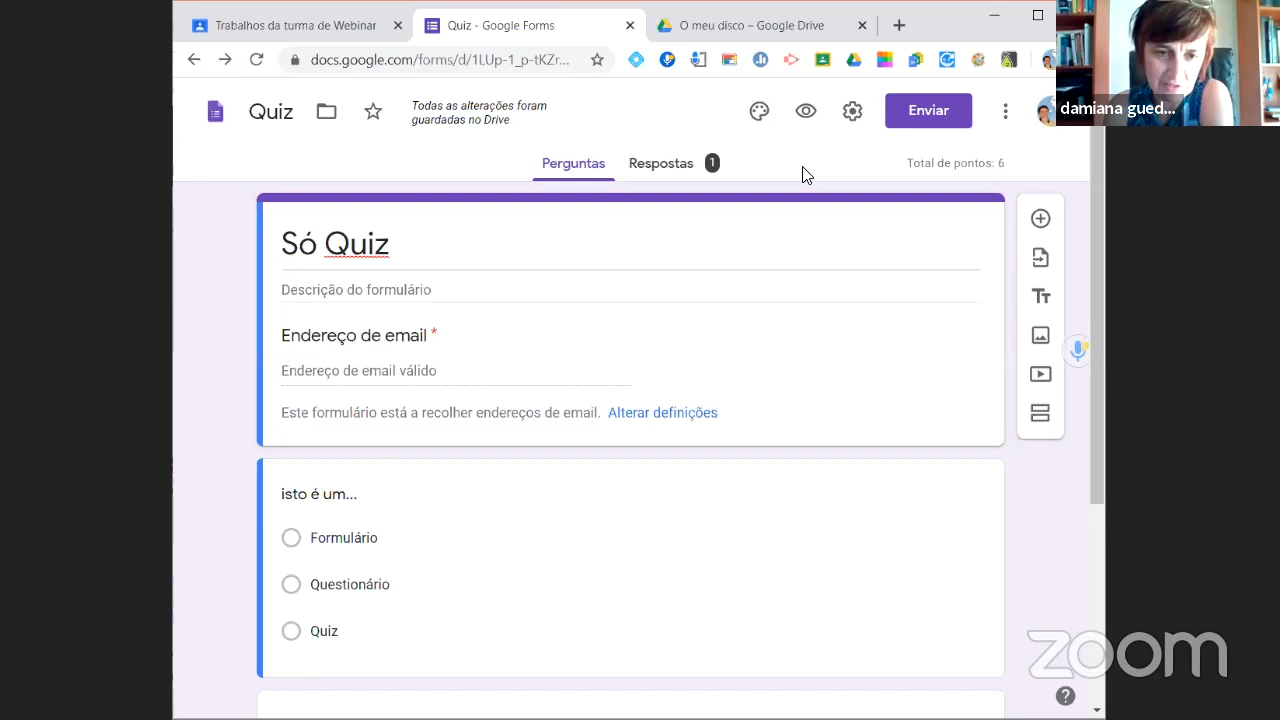 Trabalhos da turma de Webinar
Quiz - Google Forms
O meu disco – Google Drive
docs.google.com/forms/d/1LUp-1_p-tKZr...
damiana gued...
Quiz
Todas as alterações foram
guardadas no Drive
Enviar
Perguntas
Respostas 1
Total de pontos: 6
Só Quiz
Descrição do formulário
Endereço de email *
Endereço de email válido
Este formulário está a recolher endereços de email. Alterar definições
isto é um...
Formulário
Questionário
Quiz
zoom